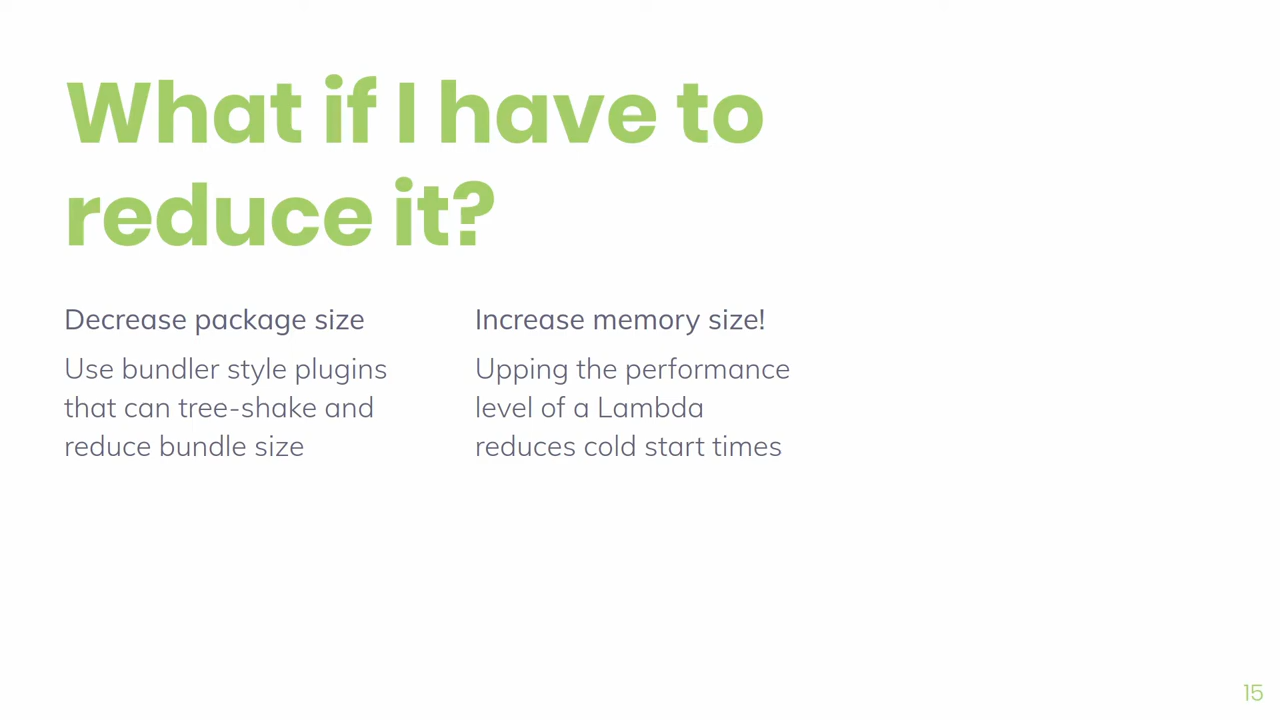 What if I have to
reduce it?
Decrease package size
Use bundler style plugins
that can tree-shake and
reduce bundle size
Increase memory size!
Upping the performance
level of a Lambda
reduces cold start times
15